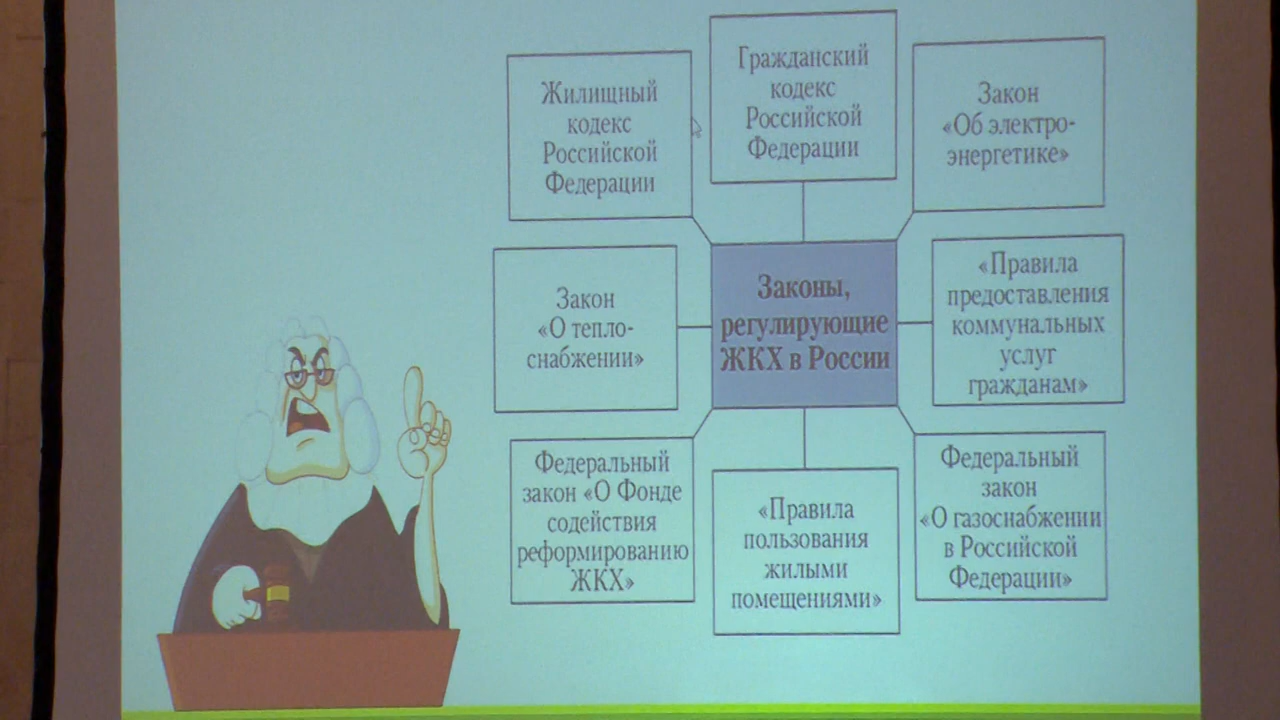 Жилищный
кодекс
Российской
Федерации
Гражданский
кодекс
Российской
Федерации
Закон
«Об электро-
энергетике»
Закон
«О тепло-
снабжении»
Законы,
регулирующие
ЖКХ в России
«Правила
предоставления
коммунальных
услуг
гражданам»
Федеральный
закон «О Фонде
содействия
реформированию
ЖКХ»
«Правила
пользования
жилыми
помещениями»
Федеральный
закон
«О газоснабжении
в Российской
Федерации»